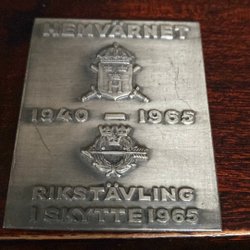 HEMVÄRNET
1940 – 1965
RIKSTÄVLING
I SKYTTE 1965